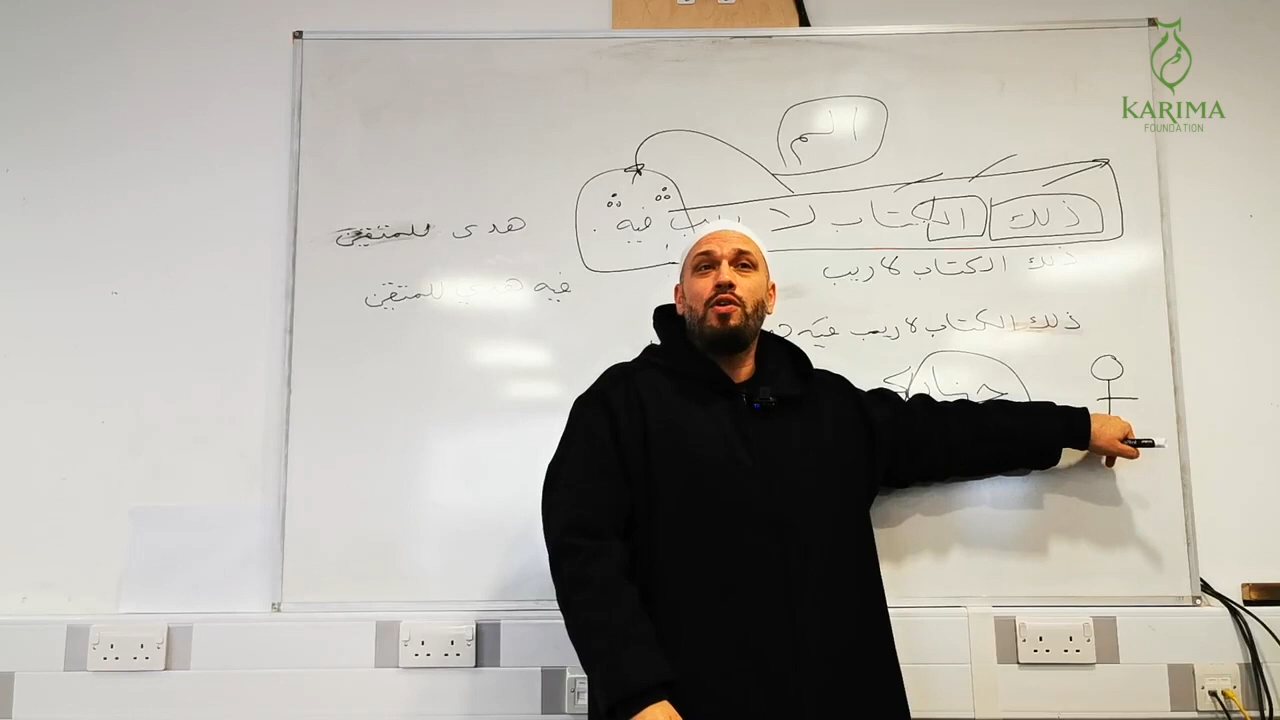 KARIMA
FOUNDATION
الم
ذلك الكتاب لا ريب فيه
هدى للمتقين
ذلك الكتاب لا ريب
فيه هدي للمتقين
ذلك الكتاب لا ريب فيه